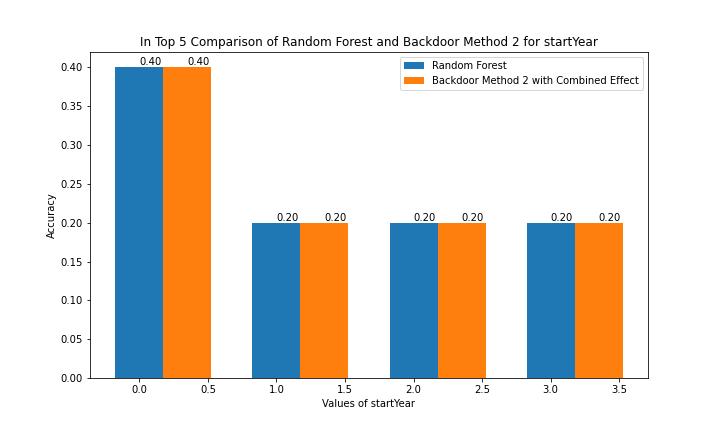 In Top 5 Comparison of Random Forest and Backdoor Method 2 for startYear
Random Forest
Backdoor Method 2 with Combined Effect
0.40 0.40
0.20 0.20 0.20 0.20 0.20 0.20
Accuracy
0.40
0.35
0.30
0.25
0.20
0.15
0.10
0.05
0.00
0.0 0.5 1.0 1.5 2.0 2.5 3.0 3.5
Values of startYear